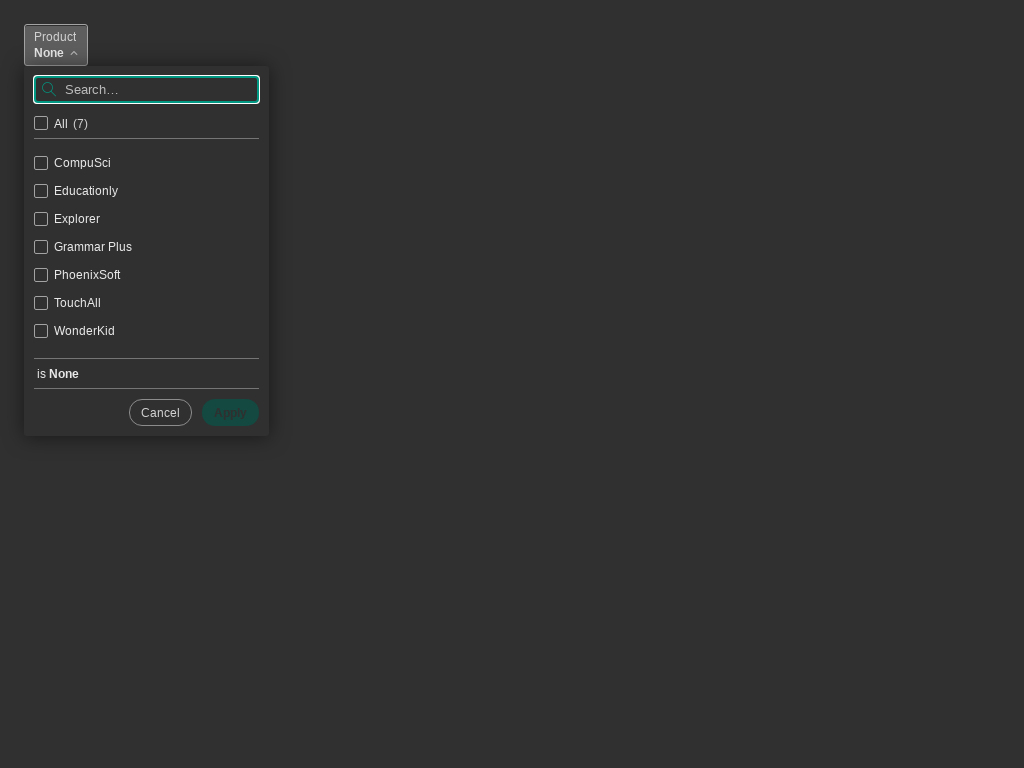 Product
None
Search…
All (7)
CompuSci
Educationly
Explorer
Grammar Plus
PhoenixSoft
TouchAll
WonderKid
is None
Cancel Apply